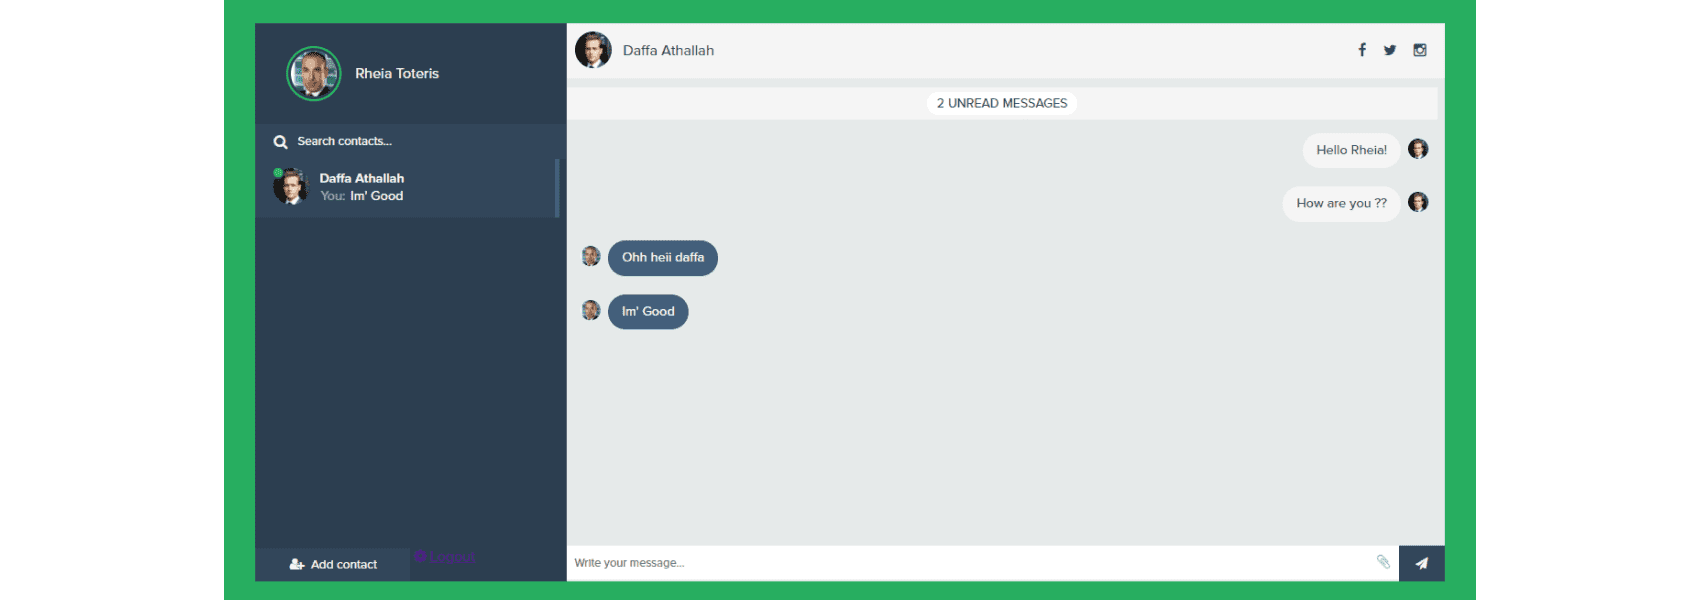 Rheia Toteris
Search contacts...
Daffa Athallah
You: Im' Good
Add contact
Daffa Athallah
2 UNREAD MESSAGES
Hello Rheia!
How are you ??
Ohh heii daffa
Im' Good
Write your message...